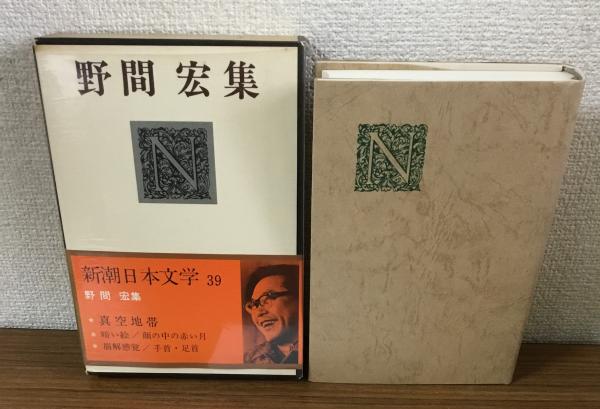 野間 宏集
N
新潮日本文学 39
野間 宏集
真空地帯
暗い絵／顔の中の赤い月
崩解感覚／手首・足首
N